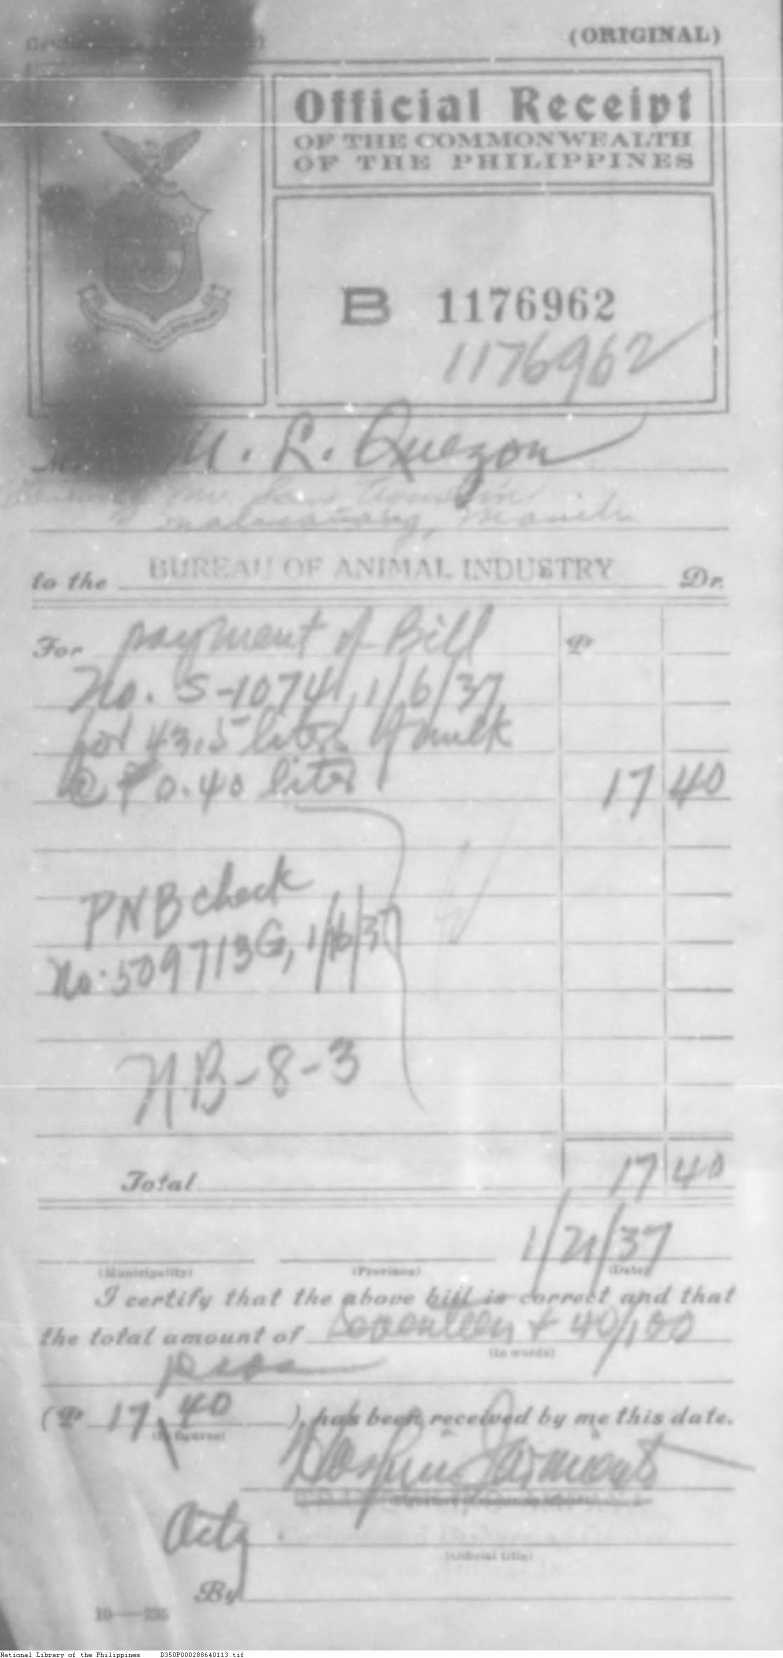 (ORIGINAL)
Official Receipt
OF THE COMMONWEALTH
OF THE PHILIPPINES
B 1176962
1176962
M. L. Quezon
Malacañang, Manila
to the BUREAU OF ANIMAL INDUSTRY Dr.
For payment of Bill ₱
No. S-10741, 1/6/37
for 43.5 liters of milk
@ ₱0.40 liter 17 40
PNB check
No. 509713G, 1/16/37
N.B-8-3
Total 17 40
1/21/37
(Municipality) (Province) (Date)
I certify that the above bill is correct and that
the total amount of seventeen & 40/100
(In words)
pesos
(₱ 17.40 ), has been received by me this date.
(In figures)
Sarmiento
Actg.
(Official title)
By
10—235
National Library of the Philippines D350P000288640113.tif